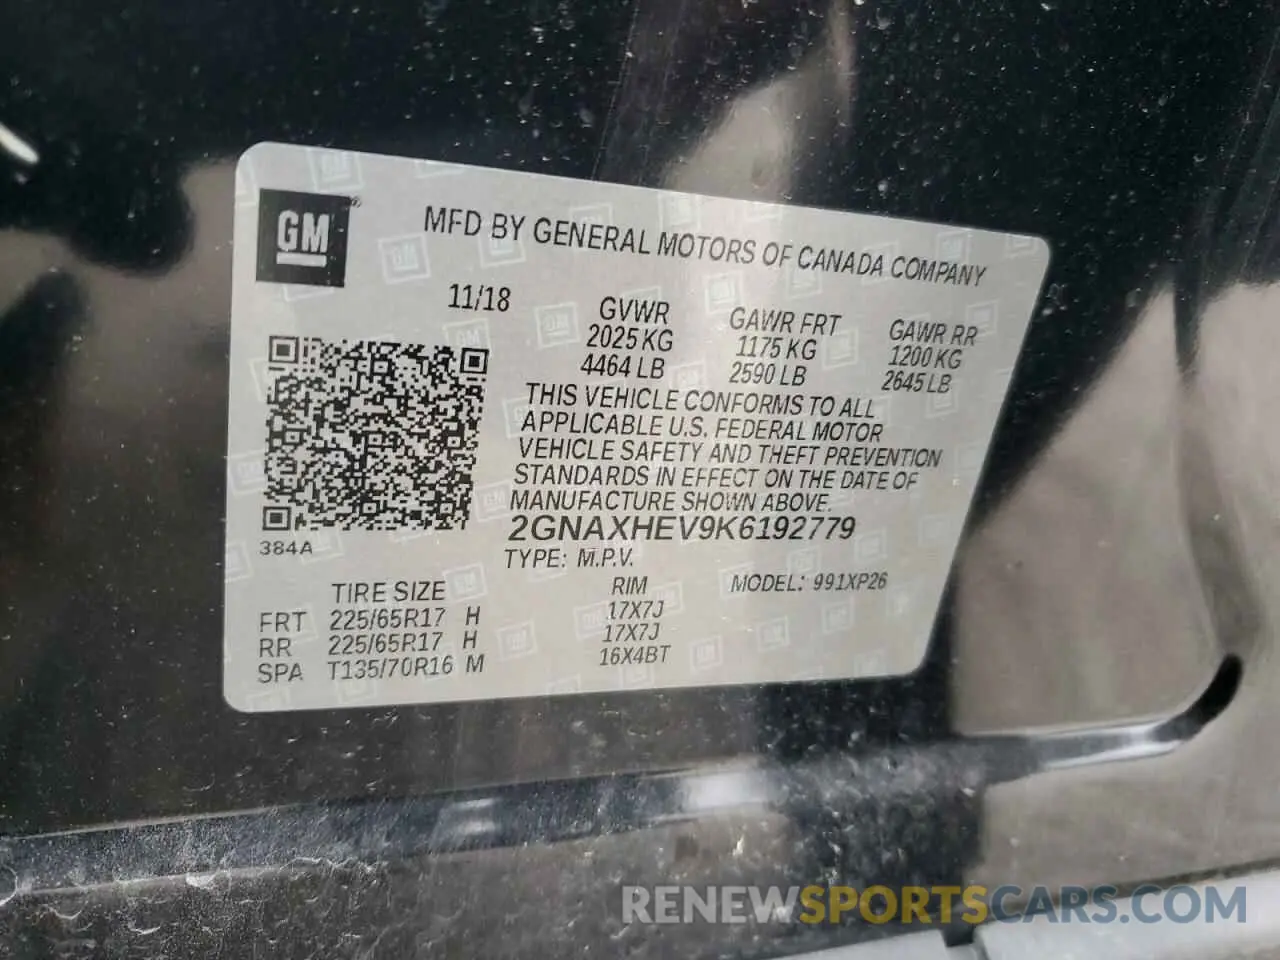 GM
MFD BY GENERAL MOTORS OF CANADA COMPANY
11/18
GVWR
2025 KG
4464 LB
GAWR FRT
1175 KG
2590 LB
GAWR RR
1200 KG
2645 LB
THIS VEHICLE CONFORMS TO ALL
APPLICABLE U.S. FEDERAL MOTOR
VEHICLE SAFETY AND THEFT PREVENTION
STANDARDS IN EFFECT ON THE DATE OF
MANUFACTURE SHOWN ABOVE.
2GNAXHEV9K6192779
384A
TYPE: M.P.V.
MODEL: 991XP26
TIRE SIZE RIM
FRT 225/65R17 H 17X7J
RR 225/65R17 H 17X7J
SPA T135/70R16 M 16X4BT
RENEWSPORTSCARS.COM